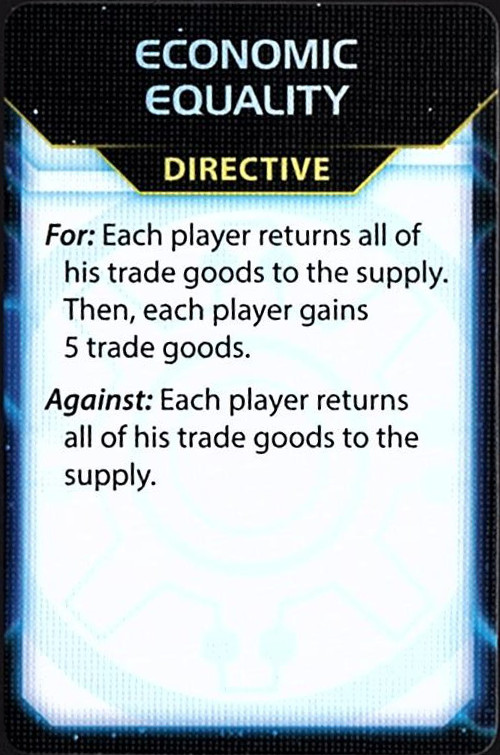 ECONOMIC
EQUALITY
DIRECTIVE
For: Each player returns all of
his trade goods to the supply.
Then, each player gains
5 trade goods.
Against: Each player returns
all of his trade goods to the
supply.